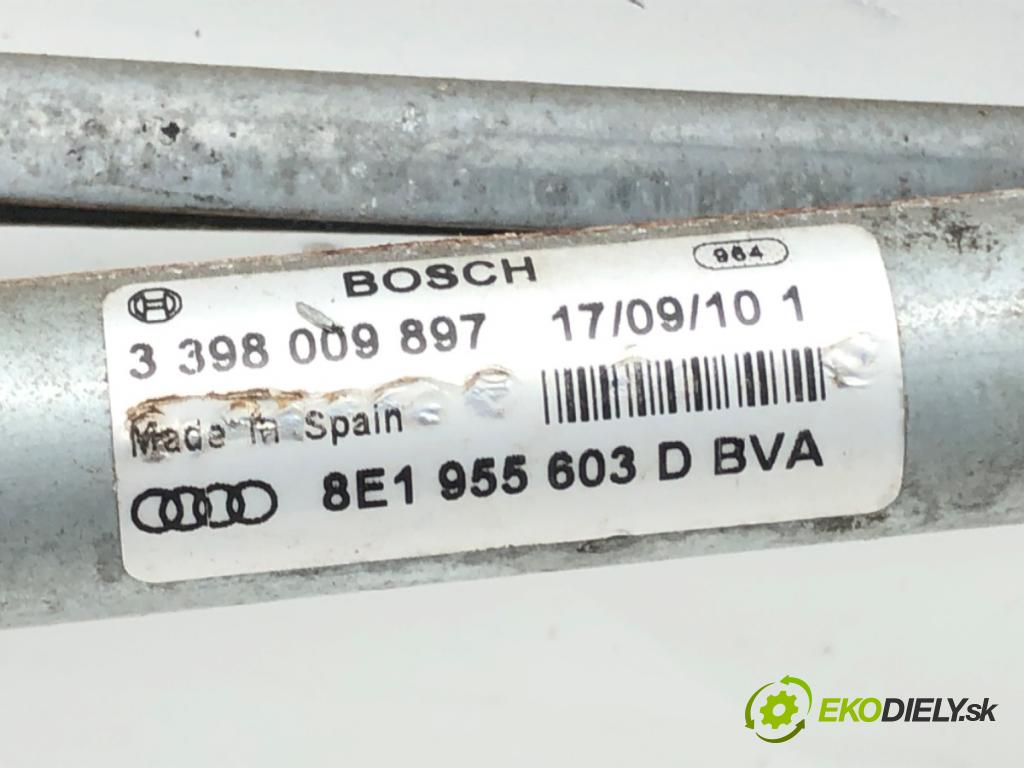 BOSCH 964
3 398 009 897 17/09/10 1
Made in Spain
8E1 955 603 D BVA
EKODIELY.sk